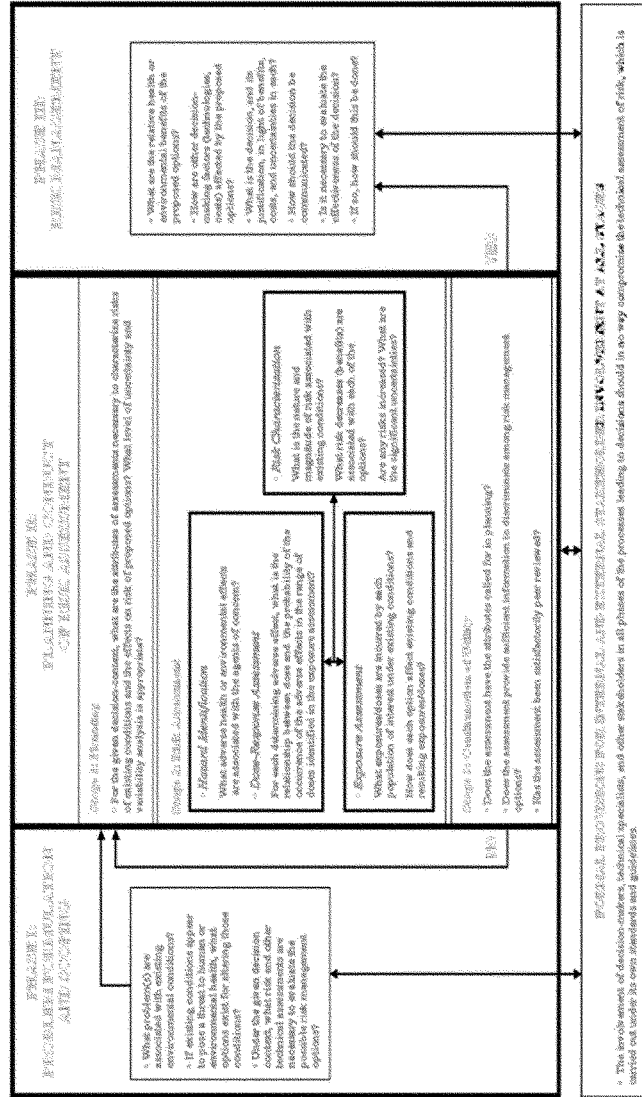 PHASE I:
PROBLEM FORMULATION
AND SCOPING
• What problem(s) are
associated with existing
environmental conditions?
• If existing conditions appear
to pose a threat to human or
environmental health, what
options exist for altering those
conditions?
• Under the given decision
context, what risk and other
technical assessments are
necessary to evaluate the
possible risk management
options?
PHASE II:
PLANNING AND CONDUCT
OF RISK ASSESSMENT
Stage 1: Planning
• For the given decision-context, what are the attributes of assessments necessary to characterize risks
of existing conditions and the effects on risk of proposed options? What level of uncertainty and
variability analysis is appropriate?
Stage 2: Risk Assessment
• Hazard Identification
What adverse health or environmental effects
are associated with the agents of concern?
• Dose-Response Assessment
For each determining adverse effect, what is the
relationship between dose and the probability of the
occurrence of the adverse effects in the range of
doses identified in the exposure assessment?
• Risk Characterization
What is the nature and
magnitude of risk associated with
existing conditions?
What risk decreases (benefits) are
associated with each of the
options?
Are any risks increased? What are
the significant uncertainties?
• Exposure Assessment
What exposures/doses are incurred by each
population of interest under existing conditions?
How does each option affect existing conditions and
resulting exposures/doses?
Stage 3: Confirmation of Utility
• Does the assessment have the attributes called for in planning?
• Does the assessment provide sufficient information to discriminate among risk management
options?
• Has the assessment been satisfactorily peer reviewed?
NO
YES
PHASE III:
RISK MANAGEMENT
• What are the relative health or
environmental benefits of the
proposed options?
• How are other decision-
making factors (technologies,
costs) affected by the proposed
options?
• What is the decision, and its
justification, in light of benefits,
costs, and uncertainties in each?
• How should the decision be
communicated?
• Is it necessary to evaluate the
effectiveness of the decision?
• If so, how should this be done?
FORMAL PROVISIONS FOR INTERNAL AND EXTERNAL STAKEHOLDER INVOLVEMENT AT ALL STAGES
• The involvement of decision-makers, technical specialists, and other stakeholders in all phases of the processes leading to decisions should in no way compromise the technical assessment of risk, which is
carried out under its own standards and guidelines.